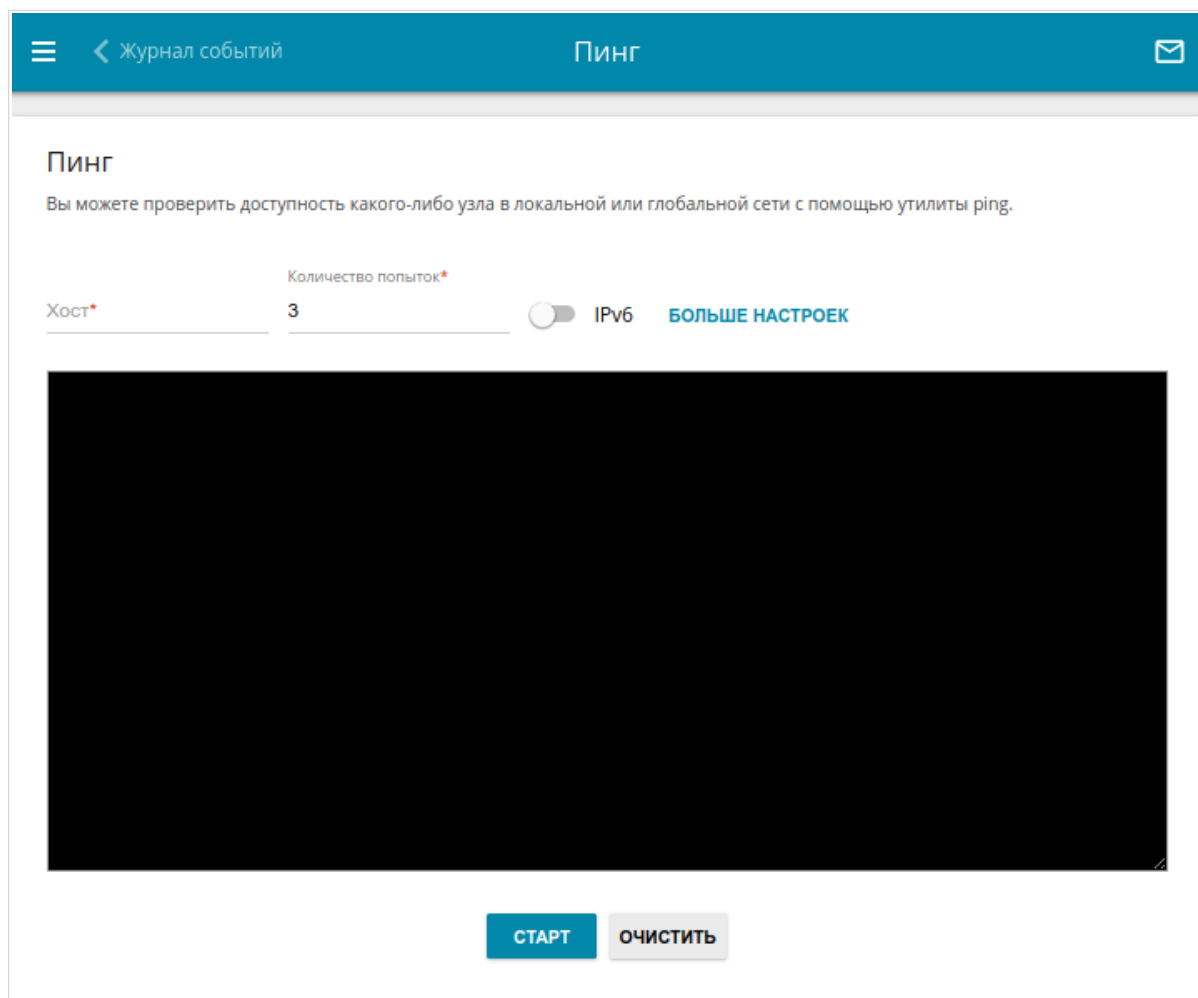 Журнал событий
Пинг
Пинг
Вы можете проверить доступность какого-либо узла в локальной или глобальной сети с помощью утилиты ping.
Количество попыток*
Хост*
3
IPv6
БОЛЬШЕ НАСТРОЕК
СТАРТ
ОЧИСТИТЬ